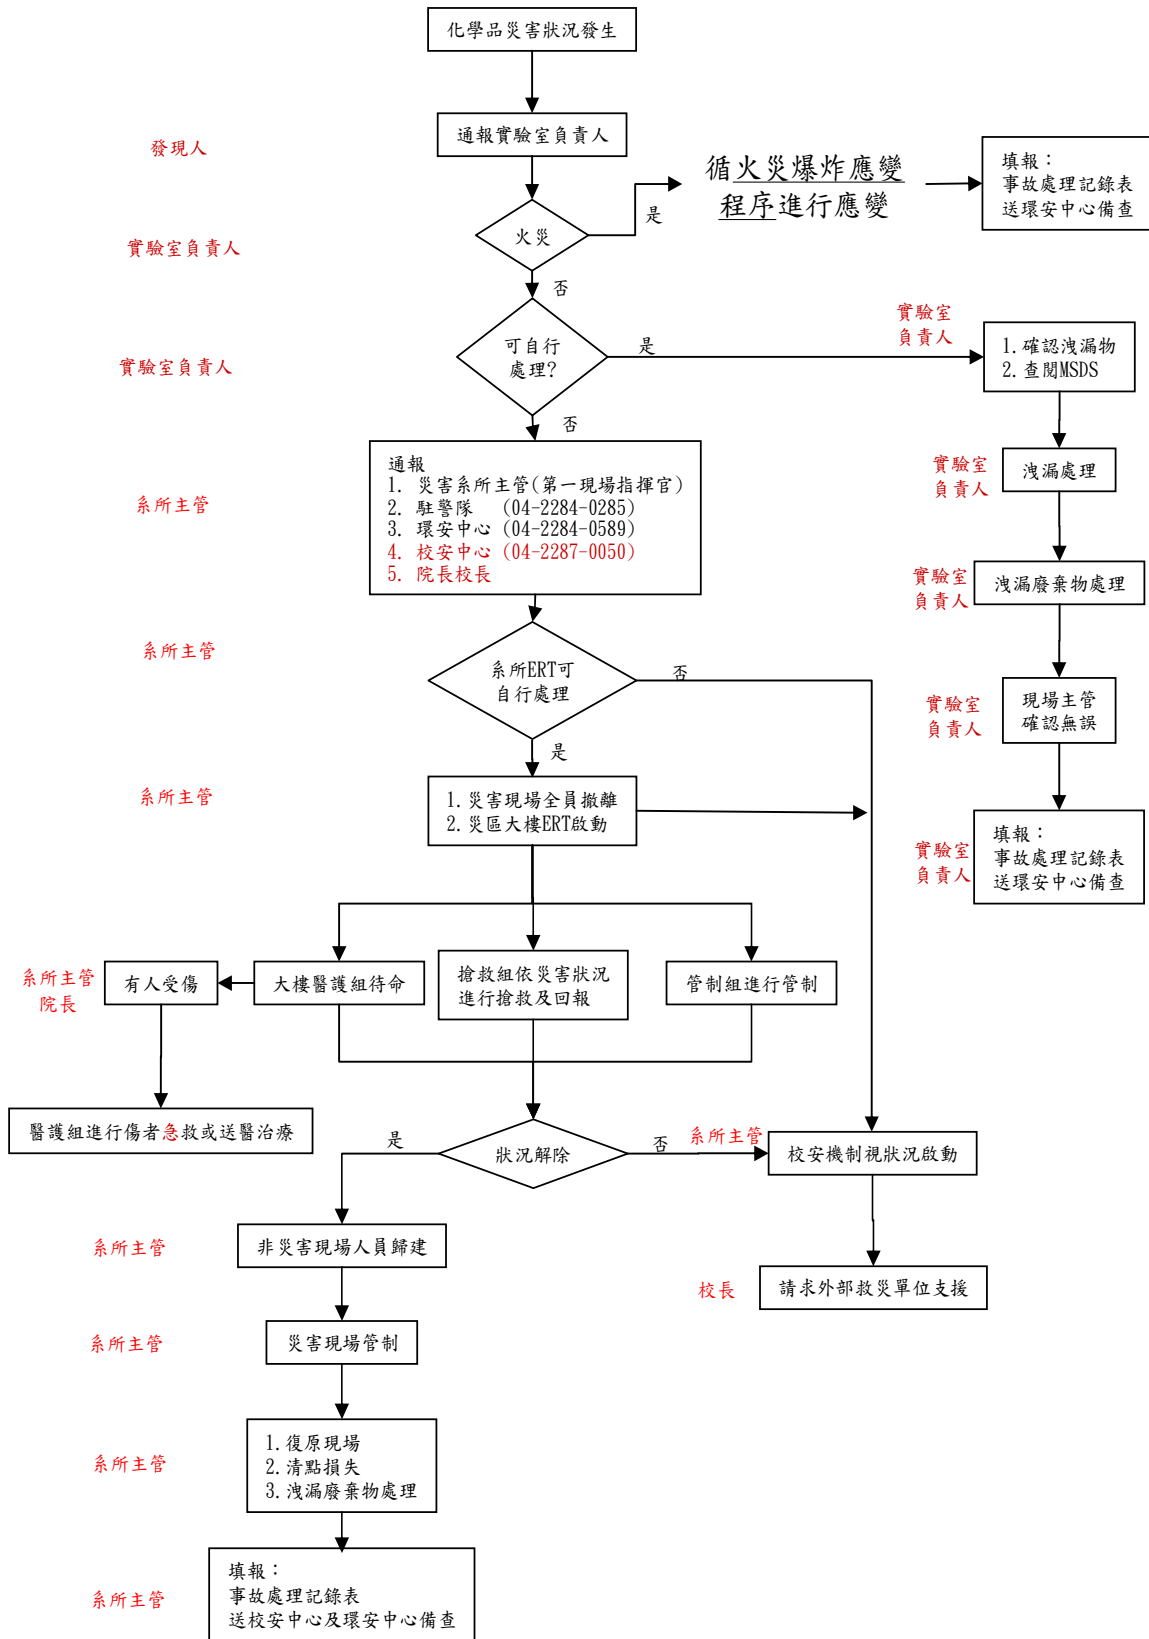 化學品災害狀況發生
發現人
通報實驗室負責人
實驗室負責人
火災
是
循火災爆炸應變
程序進行應變
填報：
事故處理記錄表
送環安中心備查
否
實驗室負責人
可自行
處理?
是
實驗室
負責人
1.確認洩漏物
2.查閱MSDS
實驗室
負責人
洩漏處理
實驗室
負責人
洩漏廢棄物處理
實驗室
負責人
現場主管
確認無誤
實驗室
負責人
填報：
事故處理記錄表
送環安中心備查
否
系所主管
通報
1. 災害系所主管(第一現場指揮官)
2. 駐警隊 (04-2284-0285)
3. 環安中心 (04-2284-0589)
4. 校安中心 (04-2287-0050)
5. 院長校長
系所主管
系所ERT可
自行處理
否
是
系所主管
1.災害現場全員撤離
2.災區大樓ERT啟動
系所主管
院長
有人受傷
大樓醫護組待命
搶救組依災害狀況
進行搶救及回報
管制組進行管制
醫護組進行傷者急救或送醫治療
是
狀況解除
否
系所主管
校安機制視狀況啟動
系所主管
非災害現場人員歸建
校長
請求外部救災單位支援
系所主管
災害現場管制
系所主管
1.復原現場
2.清點損失
3.洩漏廢棄物處理
系所主管
填報：
事故處理記錄表
送校安中心及環安中心備查